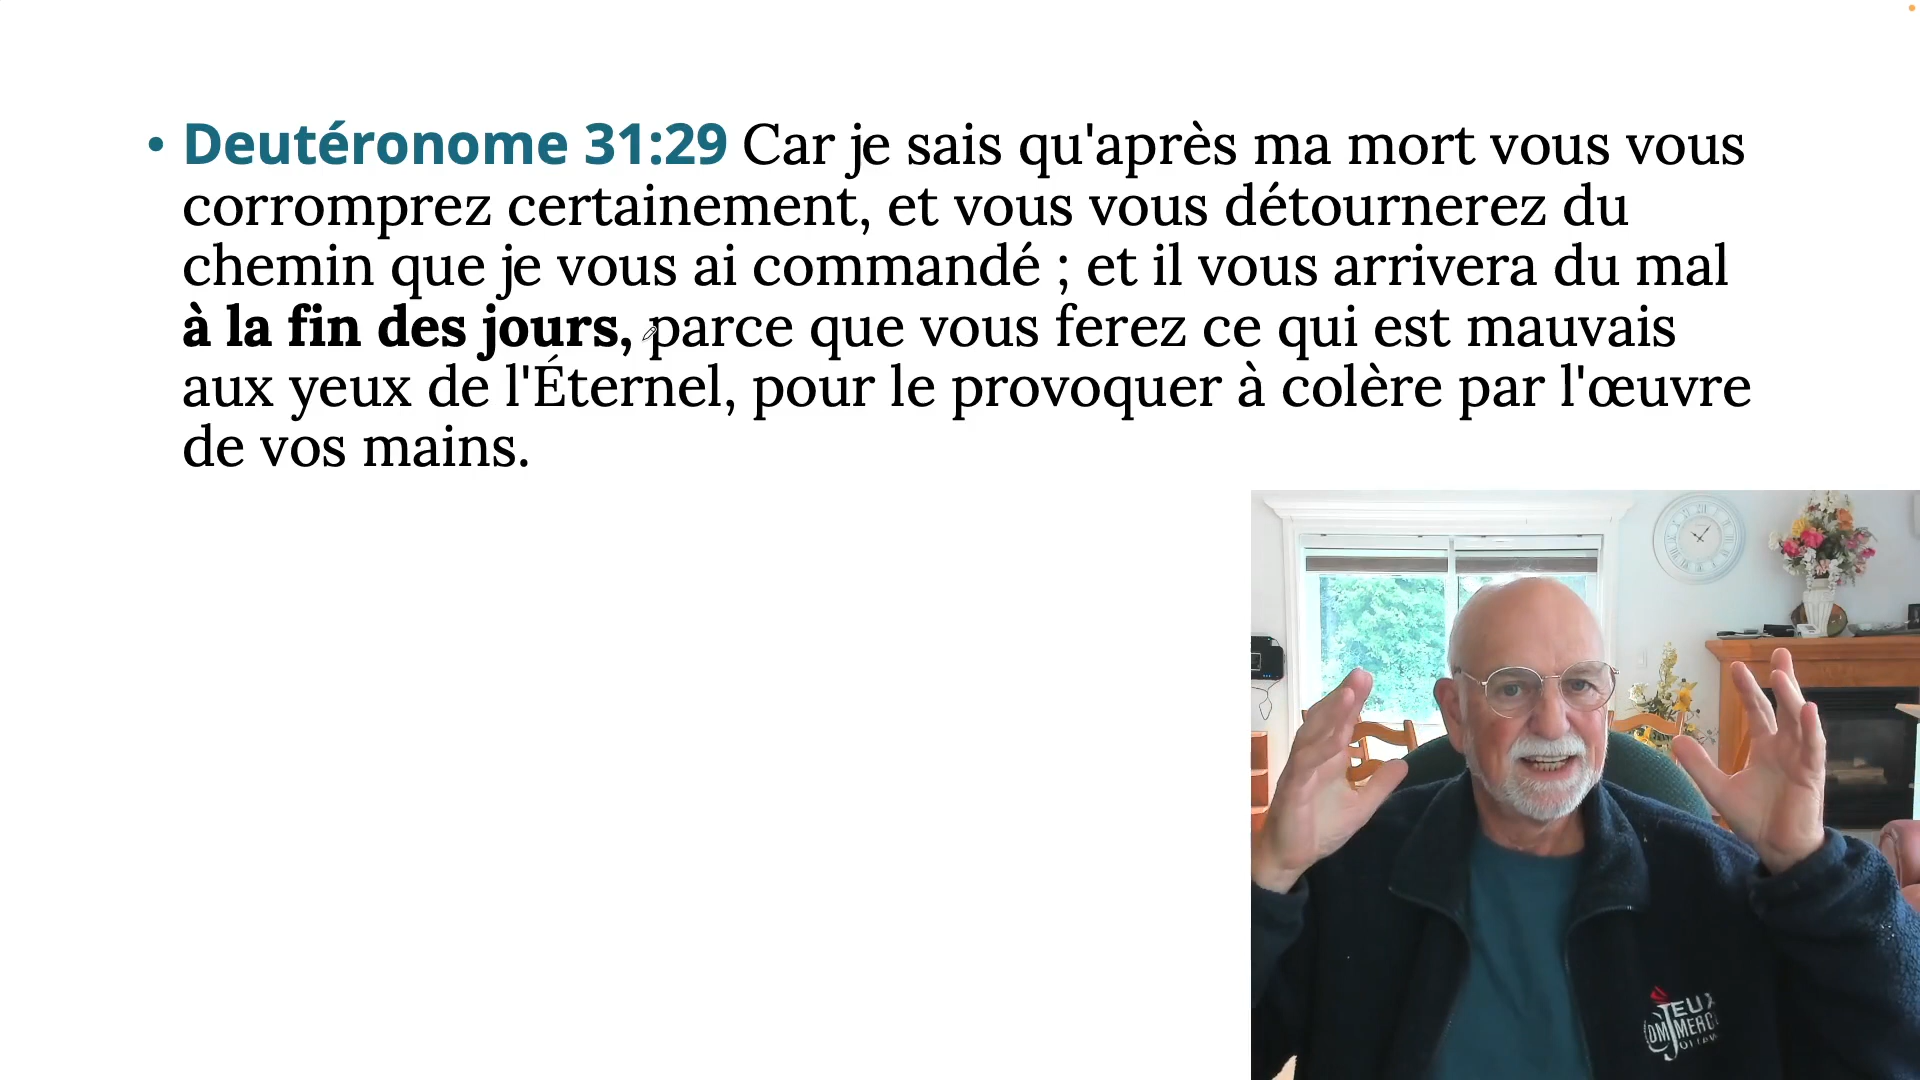 • Deutéronome 31:29 Car je sais qu'après ma mort vous vous
corromprez certainement, et vous vous détournerez du
chemin que je vous ai commandé ; et il vous arrivera du mal
à la fin des jours, parce que vous ferez ce qui est mauvais
aux yeux de l'Éternel, pour le provoquer à colère par l'œuvre
de vos mains.
JEUX